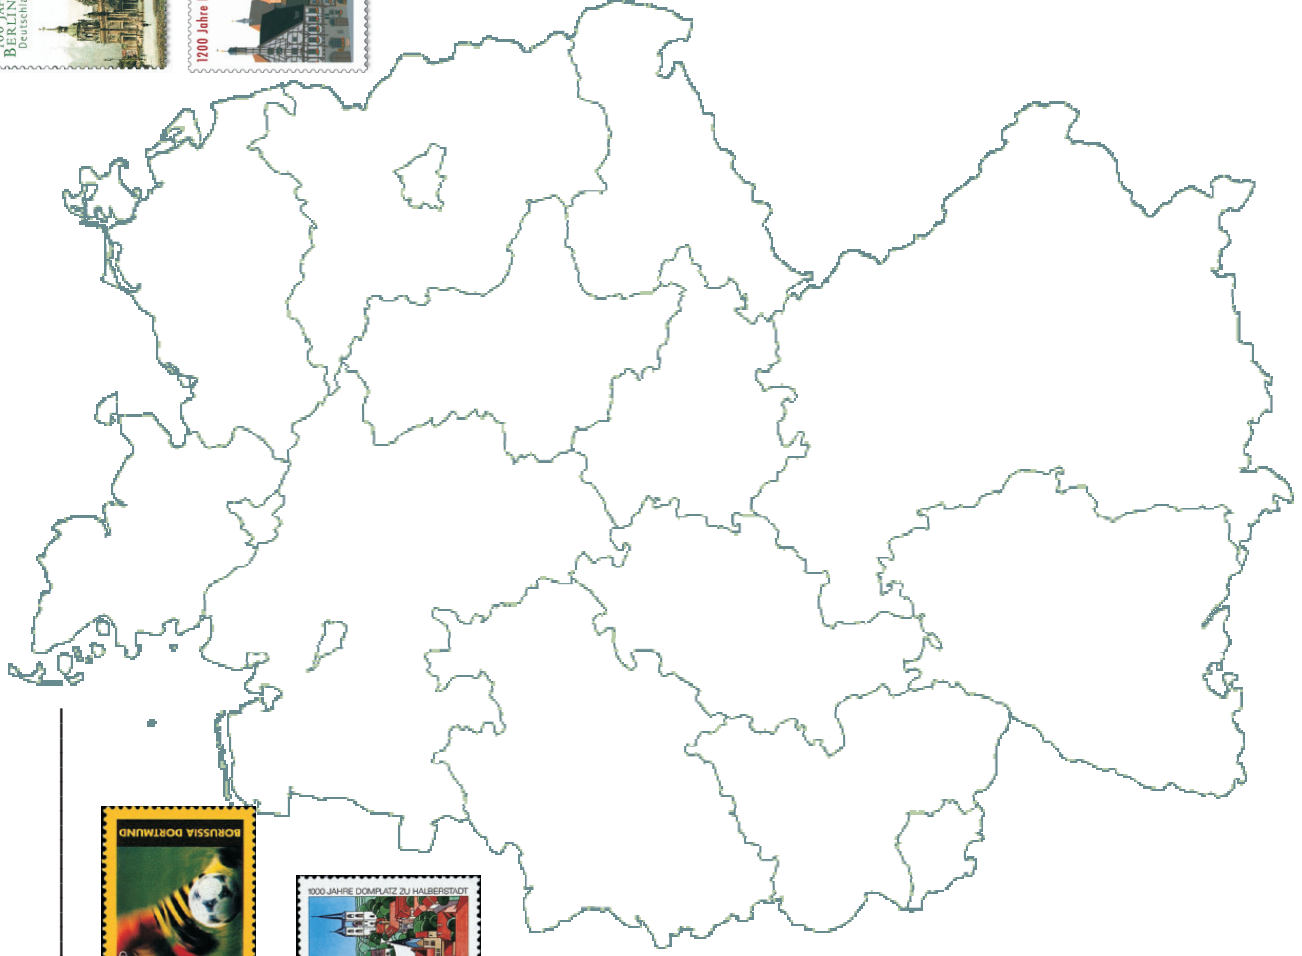 BERLIN
Deutschla
1200 Jahre
BORUSSIA DORTMUND
1000 JAHRE DOMPLATZ ZU HALBERSTADT